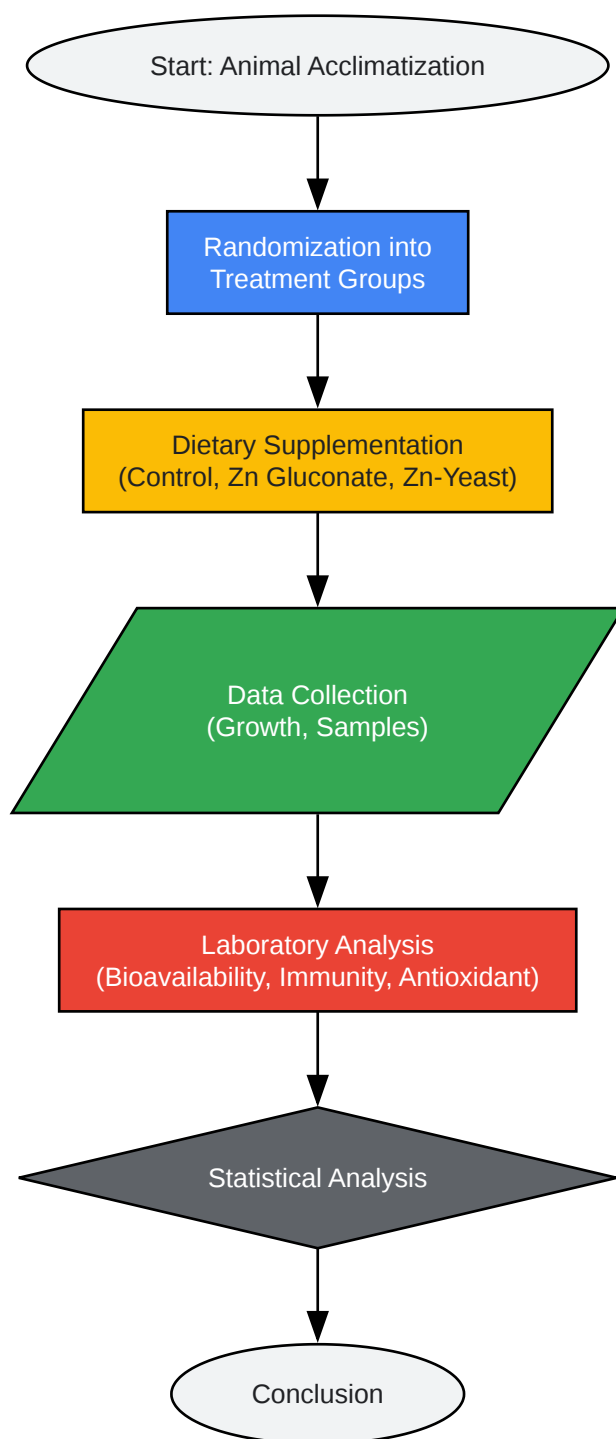 Start: Animal Acclimatization
Randomization into
Treatment Groups
Dietary Supplementation
(Control, Zn Gluconate, Zn-Yeast)
Data Collection
(Growth, Samples)
Laboratory Analysis
(Bioavailability, Immunity, Antioxidant)
Statistical Analysis
Conclusion